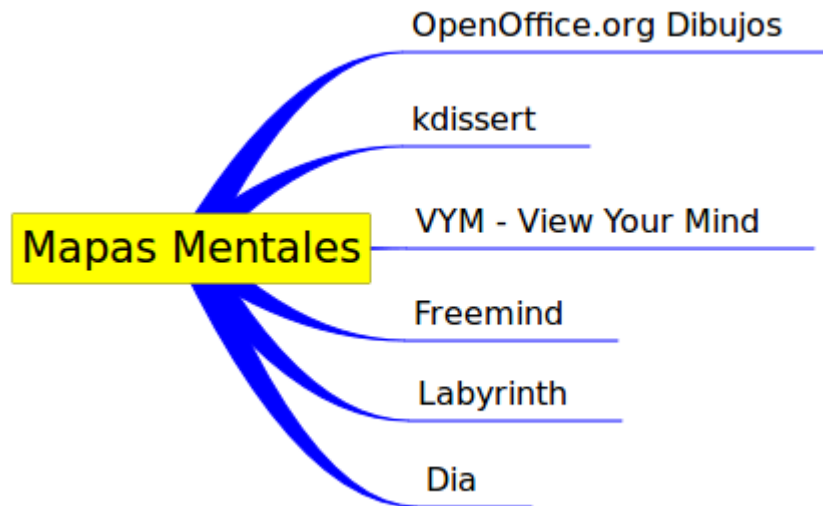 OpenOffice.org Dibujos
kdissert
Mapas Mentales
VYM - View Your Mind
Freemind
Labyrinth
Dia